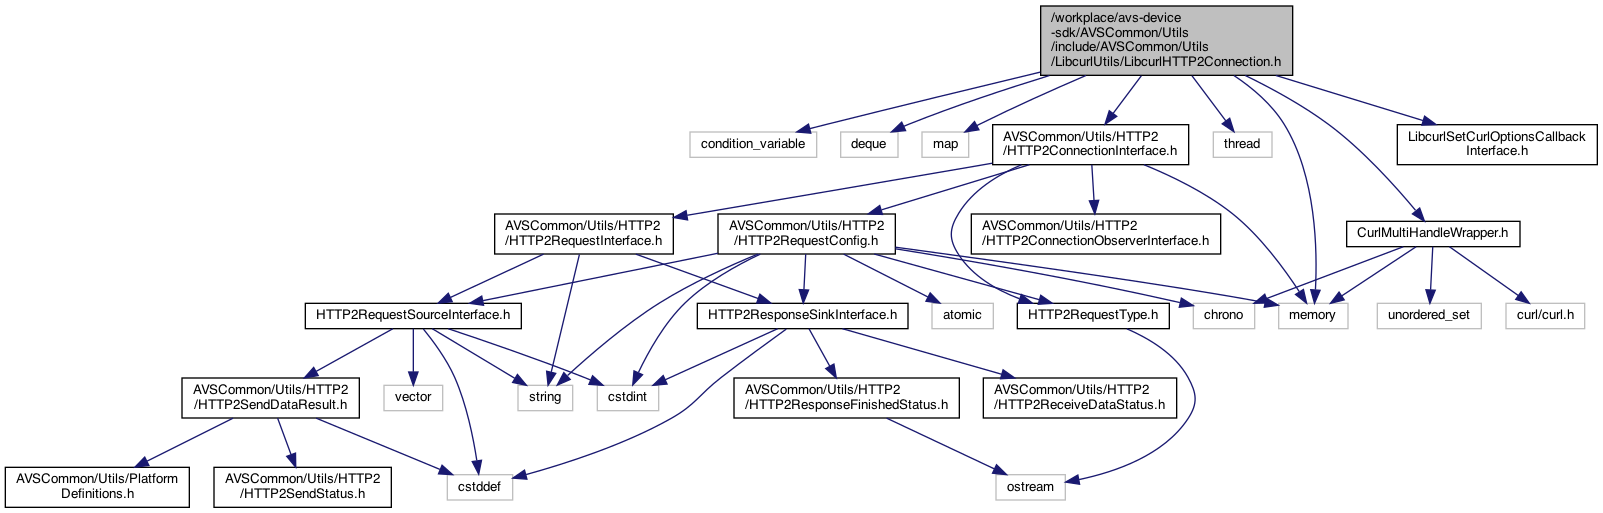 /workplace/avs-device
-sdk/AVSCommon/Utils
/include/AVSCommon/Utils
/LibcurlUtils/LibcurlHTTP2Connection.h
condition_variable
deque
map
AVSCommon/Utils/HTTP2
/HTTP2ConnectionInterface.h
thread
LibcurlSetCurlOptionsCallback
Interface.h
AVSCommon/Utils/HTTP2
/HTTP2RequestInterface.h
AVSCommon/Utils/HTTP2
/HTTP2RequestConfig.h
AVSCommon/Utils/HTTP2
/HTTP2ConnectionObserverInterface.h
CurlMultiHandleWrapper.h
HTTP2RequestSourceInterface.h
HTTP2ResponseSinkInterface.h
atomic
HTTP2RequestType.h
chrono
memory
unordered_set
curl/curl.h
AVSCommon/Utils/HTTP2
/HTTP2SendDataResult.h
vector
string
cstdint
AVSCommon/Utils/HTTP2
/HTTP2ResponseFinishedStatus.h
AVSCommon/Utils/HTTP2
/HTTP2ReceiveDataStatus.h
AVSCommon/Utils/Platform
Definitions.h
AVSCommon/Utils/HTTP2
/HTTP2SendStatus.h
cstddef
ostream